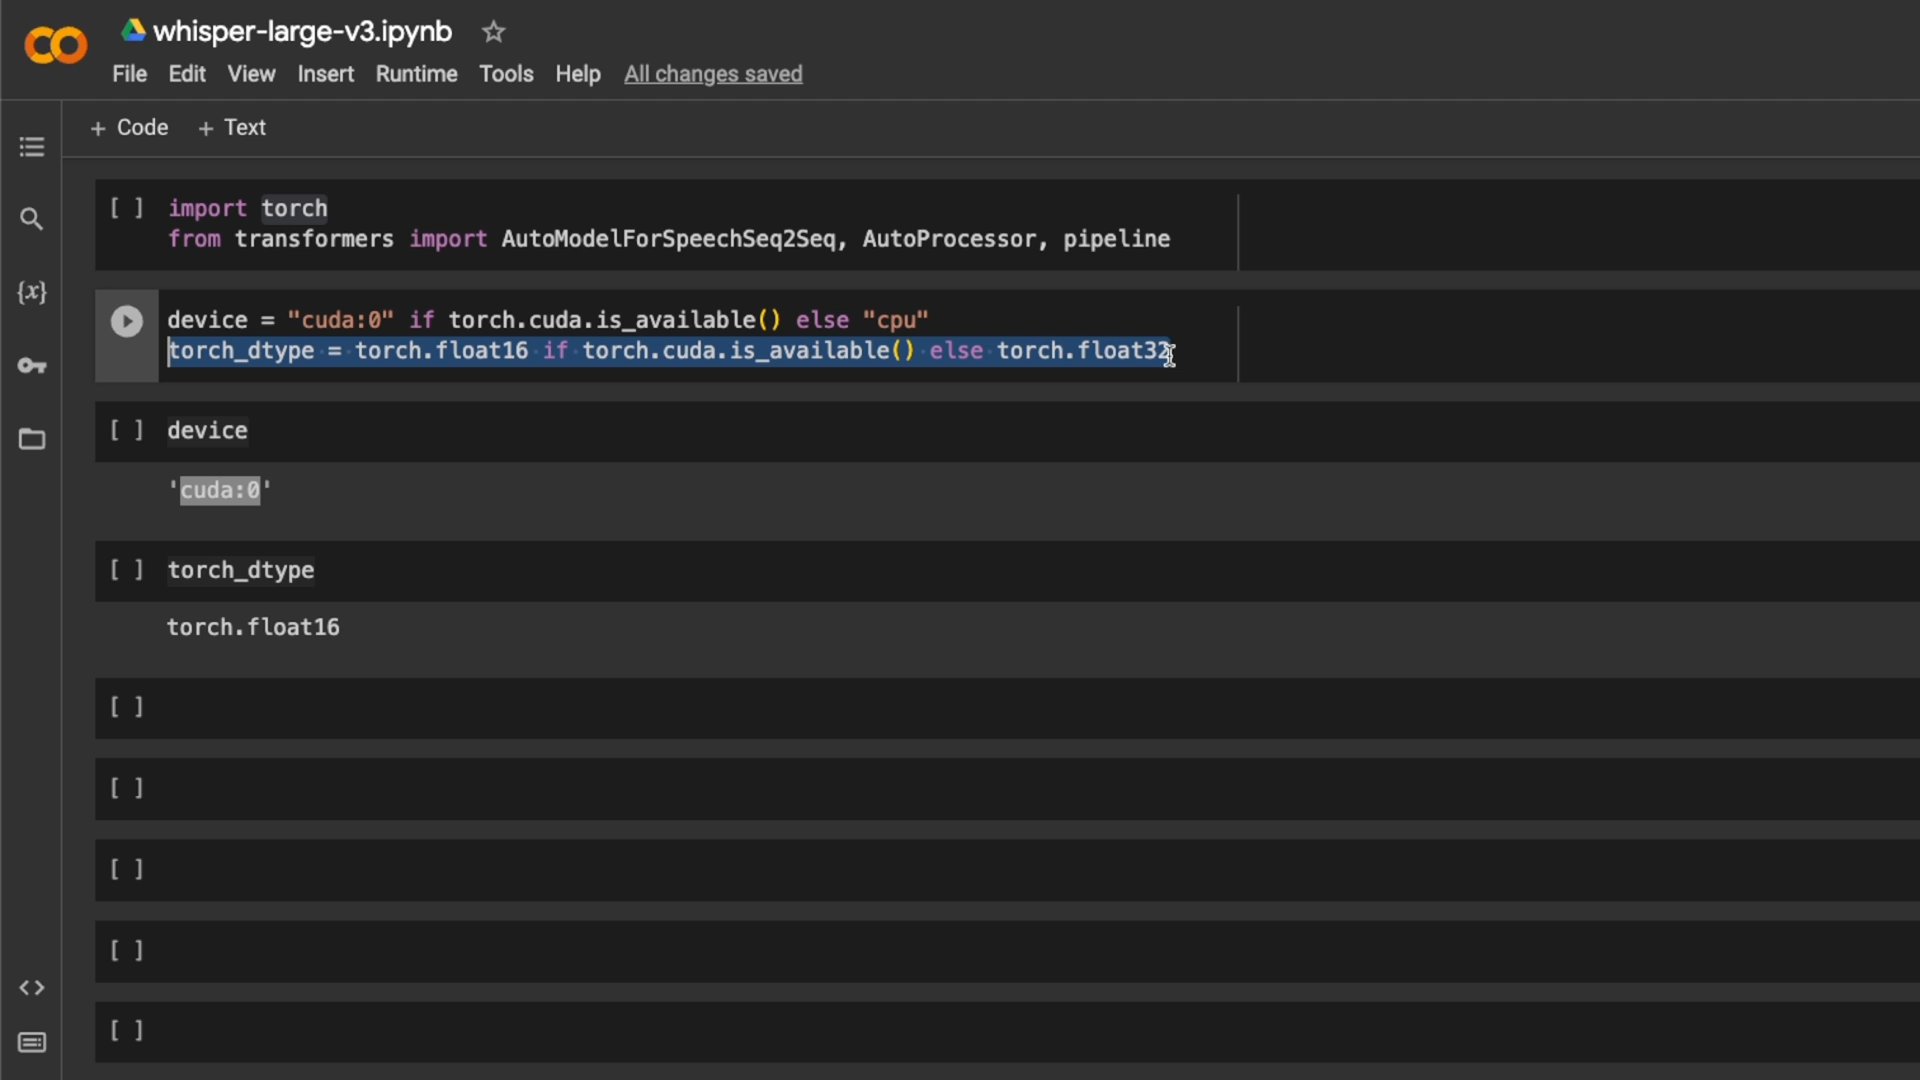 whisper-large-v3.ipynb
File Edit View Insert Runtime Tools Help All changes saved
+ Code + Text
[ ] import torch
from transformers import AutoModelForSpeechSeq2Seq, AutoProcessor, pipeline
device = "cuda:0" if torch.cuda.is_available() else "cpu"
torch_dtype = torch.float16 if torch.cuda.is_available() else torch.float32
[ ] device
'cuda:0'
[ ] torch_dtype
torch.float16
[ ]
[ ]
[ ]
[ ]
[ ]